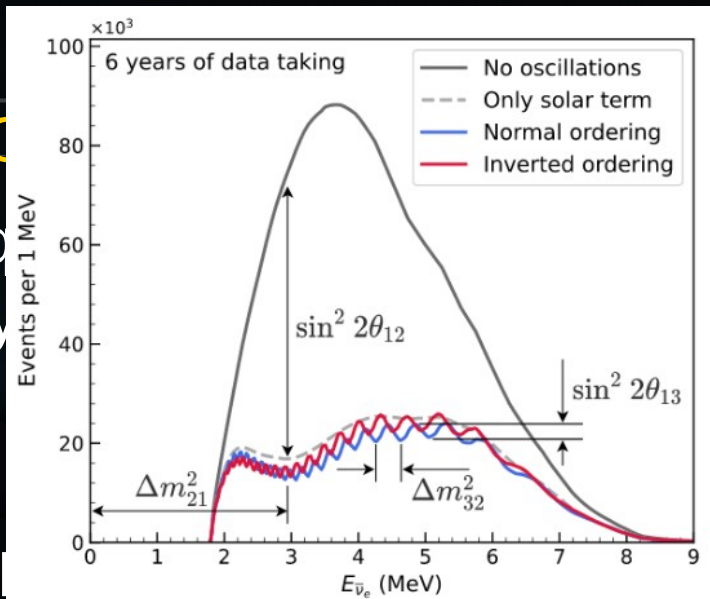 ×10³
100
80
60
40
20
0
Events per 1 MeV
6 years of data taking
No oscillations
Only solar term
Normal ordering
Inverted ordering
sin² 2θ₁₂
sin² 2θ₁₃
Δm²₂₁
Δm²₃₂
0 1 2 3 4 5 6 7 8 9
E_ν̄ₑ (MeV)